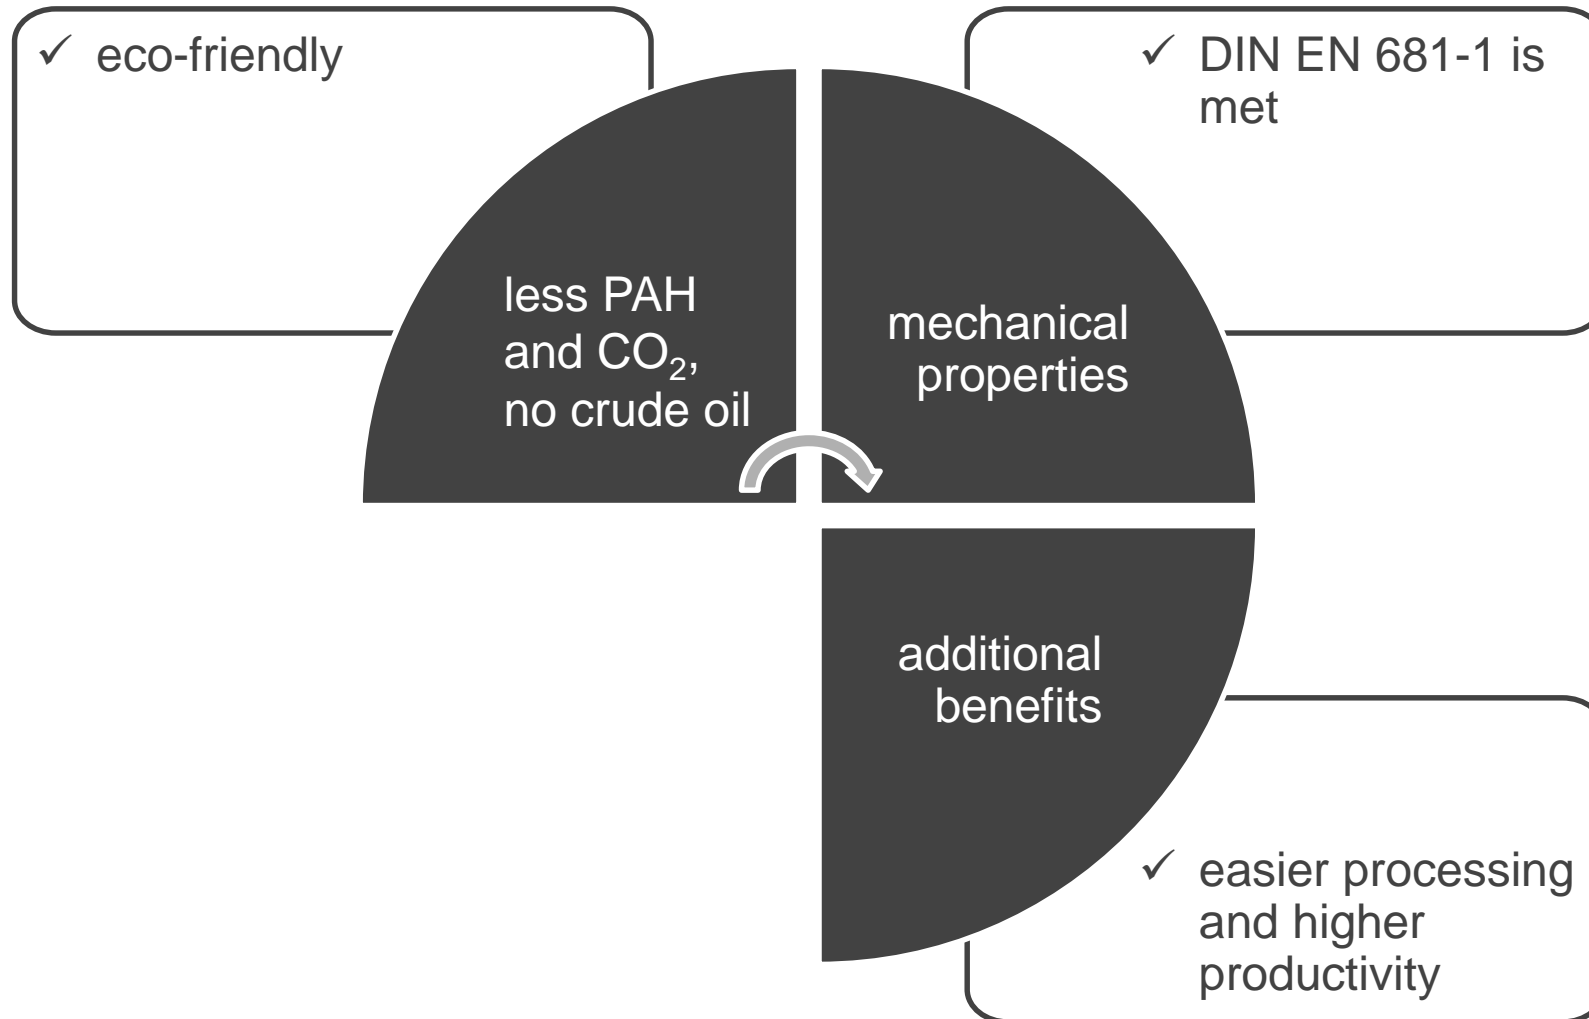 ✓ eco-friendly
✓ DIN EN 681-1 is
met
less PAH
and CO₂,
no crude oil
mechanical
properties
additional
benefits
✓ easier processing
and higher
productivity